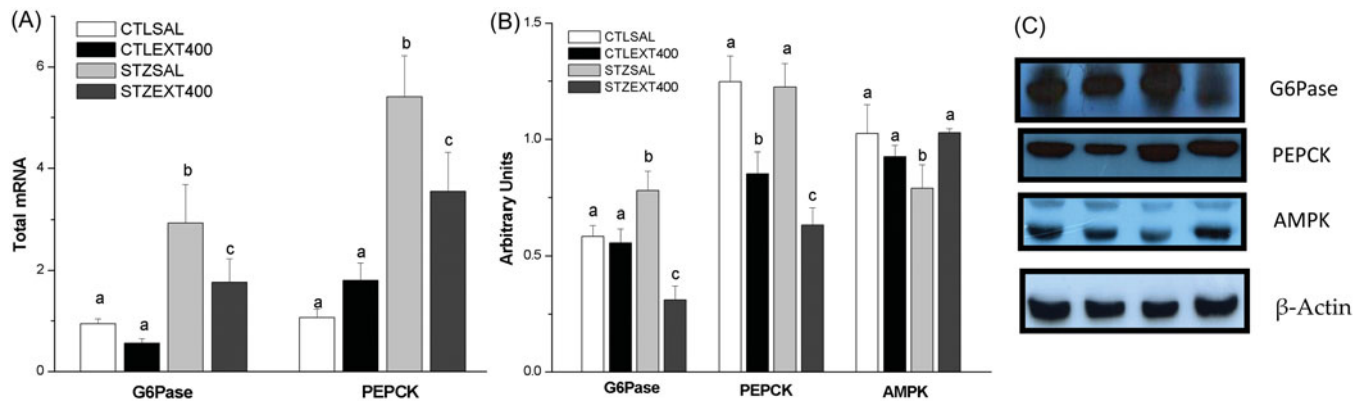 (A)
CTLSAL
CTLEXT400
STZSAL
STZEXT400
Total mRNA
6
4
2
0
a
a
b
c
a
a
b
c
G6Pase
PEPCK
(B)
CTLSAL
CTLEXT400
STZSAL
STZEXT400
Arbitrary Units
1.5
1.0
0.5
0.0
a
a
b
c
a
b
a
c
a
a
b
a
G6Pase
PEPCK
AMPK
(C)
G6Pase
PEPCK
AMPK
β-Actin